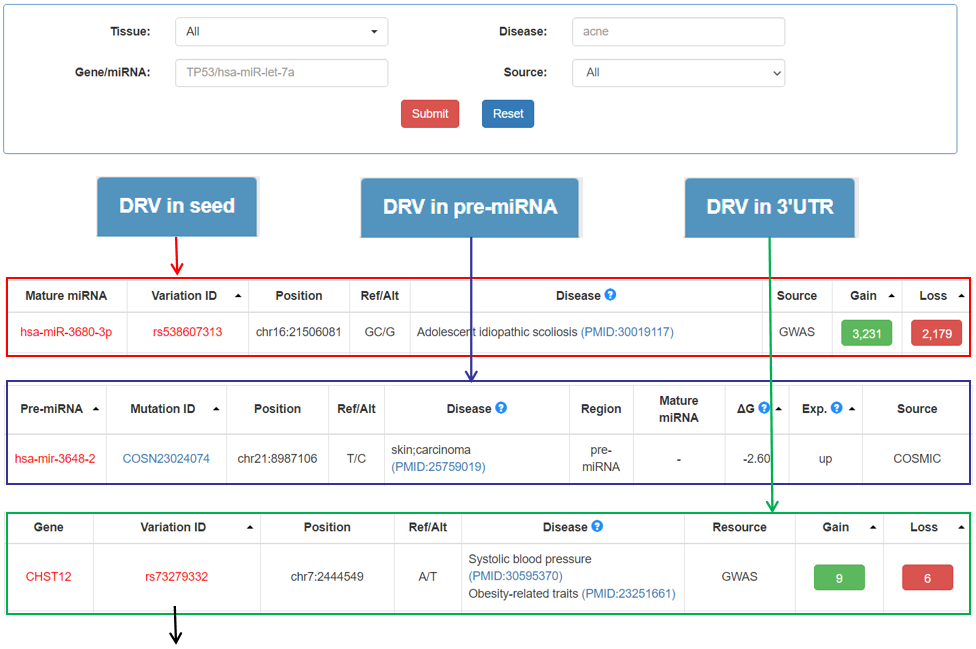 Tissue: All Disease: acne
Gene/miRNA: TP53/hsa-miR-let-7a Source: All
Submit Reset
DRV in seed DRV in pre-miRNA DRV in 3'UTR
Mature miRNA Variation ID Position Ref/Alt Disease ? Source Gain Loss
hsa-miR-3680-3p rs538607313 chr16:21506081 GC/G Adolescent idiopathic scoliosis (PMID:30019117) GWAS 3,231 2,179
Pre-miRNA Mutation ID Position Ref/Alt Disease ? Region Mature
miRNA ΔG ? Exp. ? Source
hsa-mir-3648-2 COSN23024074 chr21:8987106 T/C skin;carcinoma
(PMID:25759019) pre-
miRNA - -2.60 up COSMIC
Gene Variation ID Position Ref/Alt Disease ? Resource Gain Loss
CHST12 rs73279332 chr7:2444549 A/T Systolic blood pressure
(PMID:30595370)
Obesity-related traits (PMID:23251661) GWAS 9 6